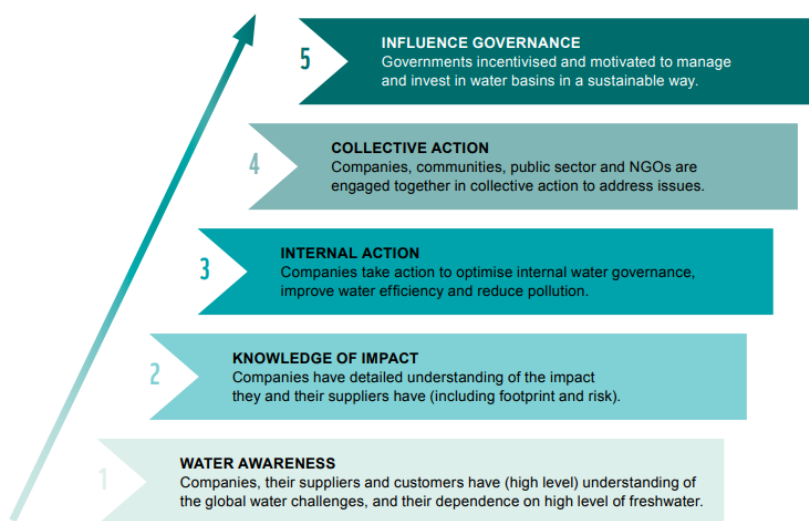 5
INFLUENCE GOVERNANCE
Governments incentivised and motivated to manage
and invest in water basins in a sustainable way.
4
COLLECTIVE ACTION
Companies, communities, public sector and NGOs are
engaged together in collective action to address issues.
3
INTERNAL ACTION
Companies take action to optimise internal water governance,
improve water efficiency and reduce pollution.
2
KNOWLEDGE OF IMPACT
Companies have detailed understanding of the impact
they and their suppliers have (including footprint and risk).
1
WATER AWARENESS
Companies, their suppliers and customers have (high level) understanding of
the global water challenges, and their dependence on high level of freshwater.